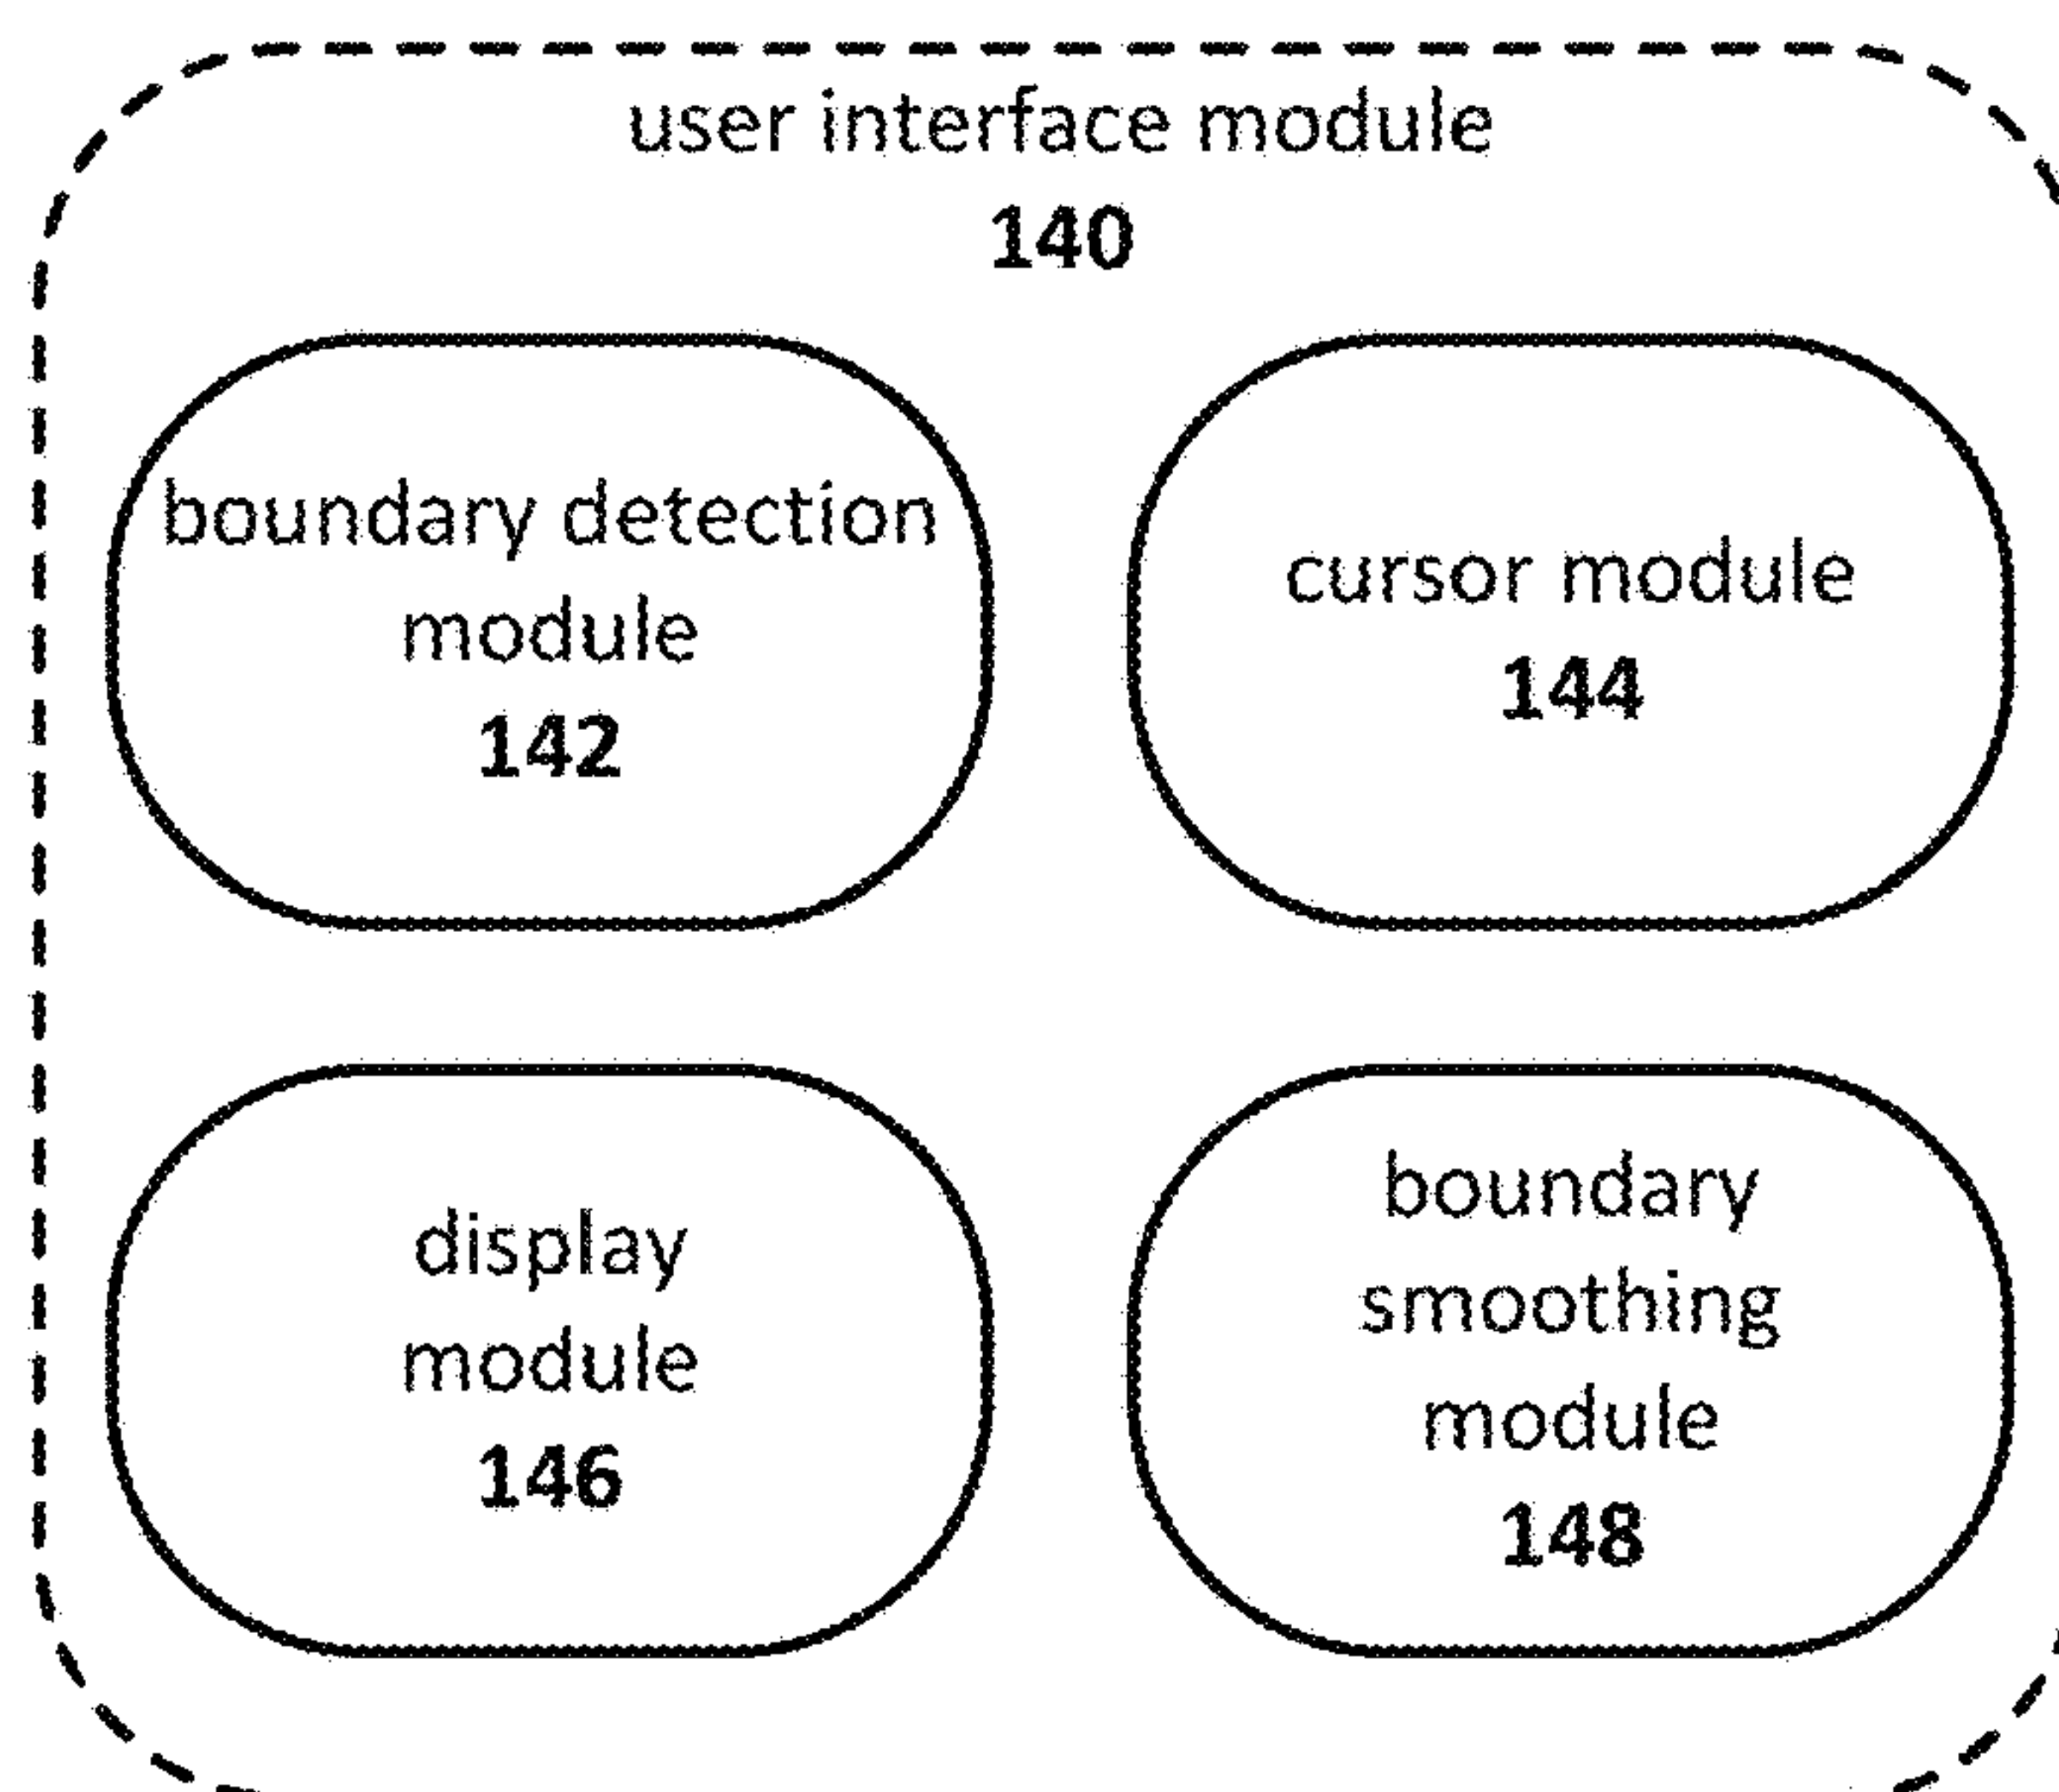 user interface module
140
boundary detection
module
142
cursor module
144
display
module
146
boundary
smoothing
module
148